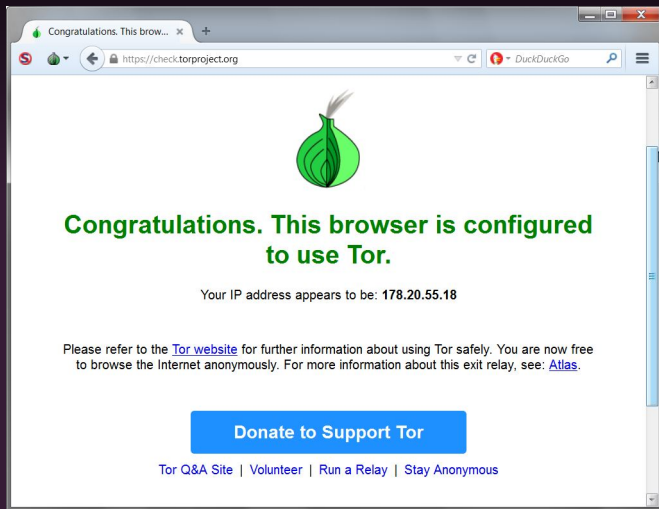 Congratulations. This brow...
https://check.torproject.org
DuckDuckGo
Congratulations. This browser is configured
to use Tor.
Your IP address appears to be: 178.20.55.18
Please refer to the Tor website for further information about using Tor safely. You are now free
to browse the Internet anonymously. For more information about this exit relay, see: Atlas.
Donate to Support Tor
Tor Q&A Site | Volunteer | Run a Relay | Stay Anonymous